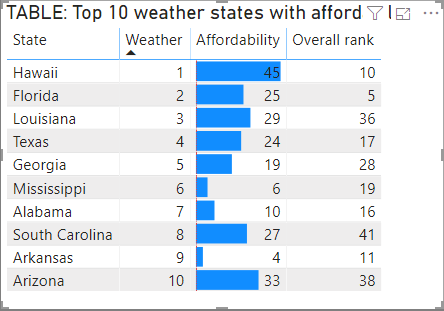 TABLE: Top 10 weather states with afford
State Weather Affordability Overall rank
Hawaii 1 45 10
Florida 2 25 5
Louisiana 3 29 36
Texas 4 24 17
Georgia 5 19 28
Mississippi 6 6 19
Alabama 7 10 16
South Carolina 8 27 41
Arkansas 9 4 11
Arizona 10 33 38